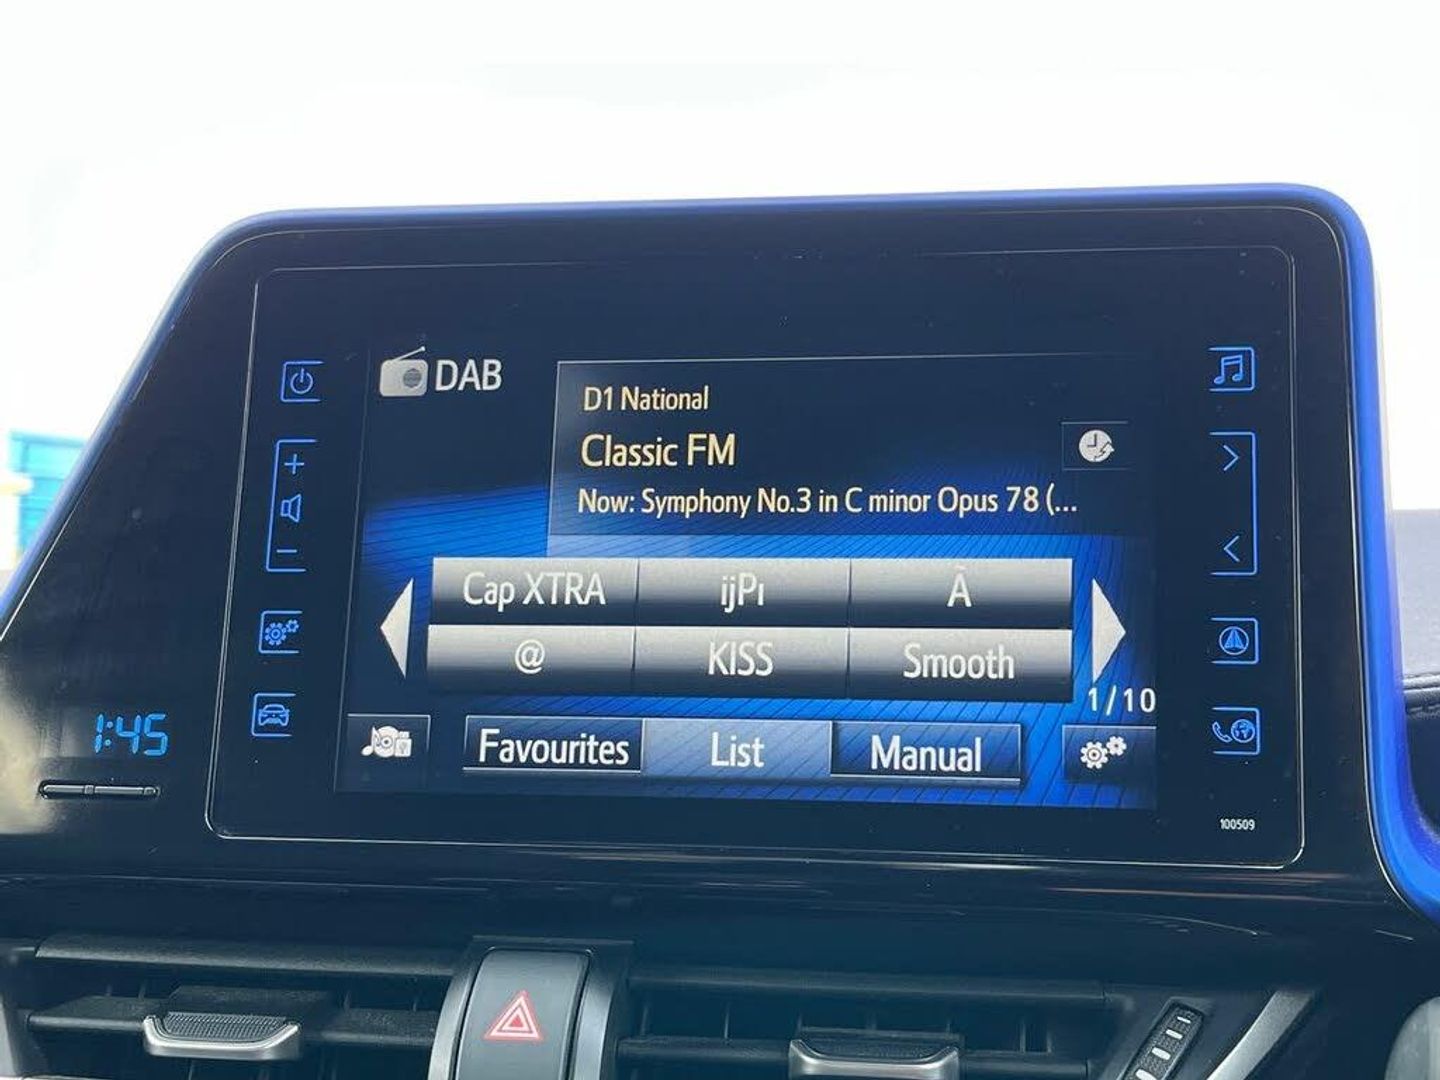 DAB
D1 National
Classic FM
Now: Symphony No.3 in C minor Opus 78 (...
Cap XTRA ijPı Ã
@ KISS Smooth
1/10
Favourites List Manual
1:45
100509